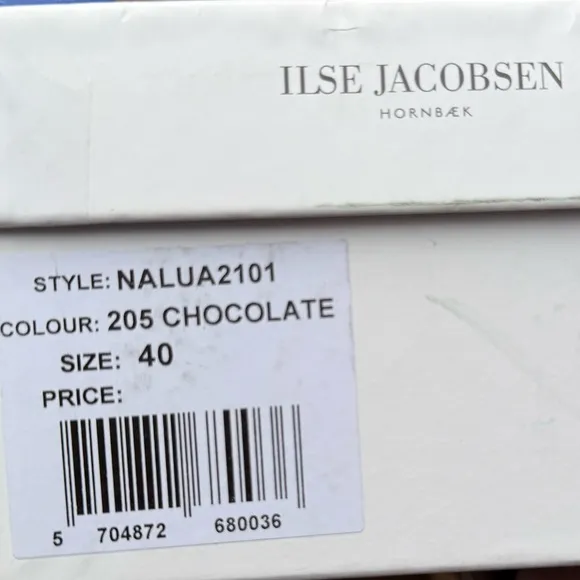 ILSE JACOBSEN
HORNBÆK
STYLE: NALUA2101
COLOUR: 205 CHOCOLATE
SIZE: 40
PRICE:
5 704872 680036